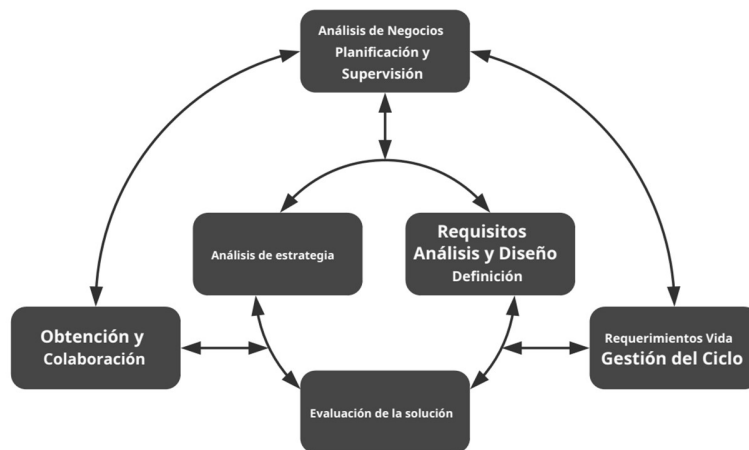 Análisis de Negocios
Planificación y
Supervisión
Análisis de estrategia
Requisitos
Análisis y Diseño
Definición
Obtención y
Colaboración
Requerimientos Vida
Gestión del Ciclo
Evaluación de la solución